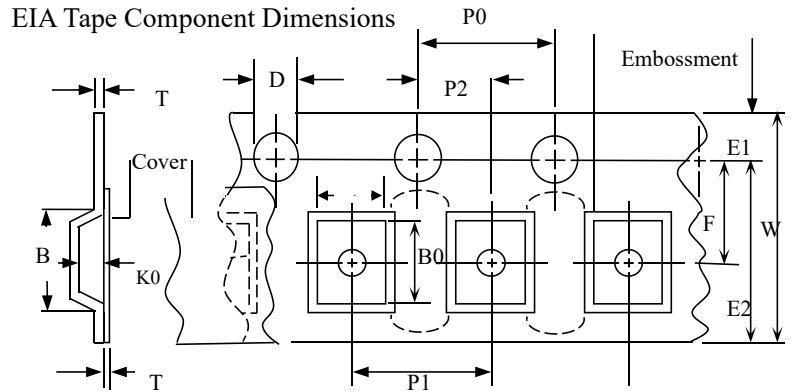 EIA Tape Component Dimensions
P0
Embossment
D
P2
T
E1
Cover
F
W
B
B0
K0
E2
P1
T